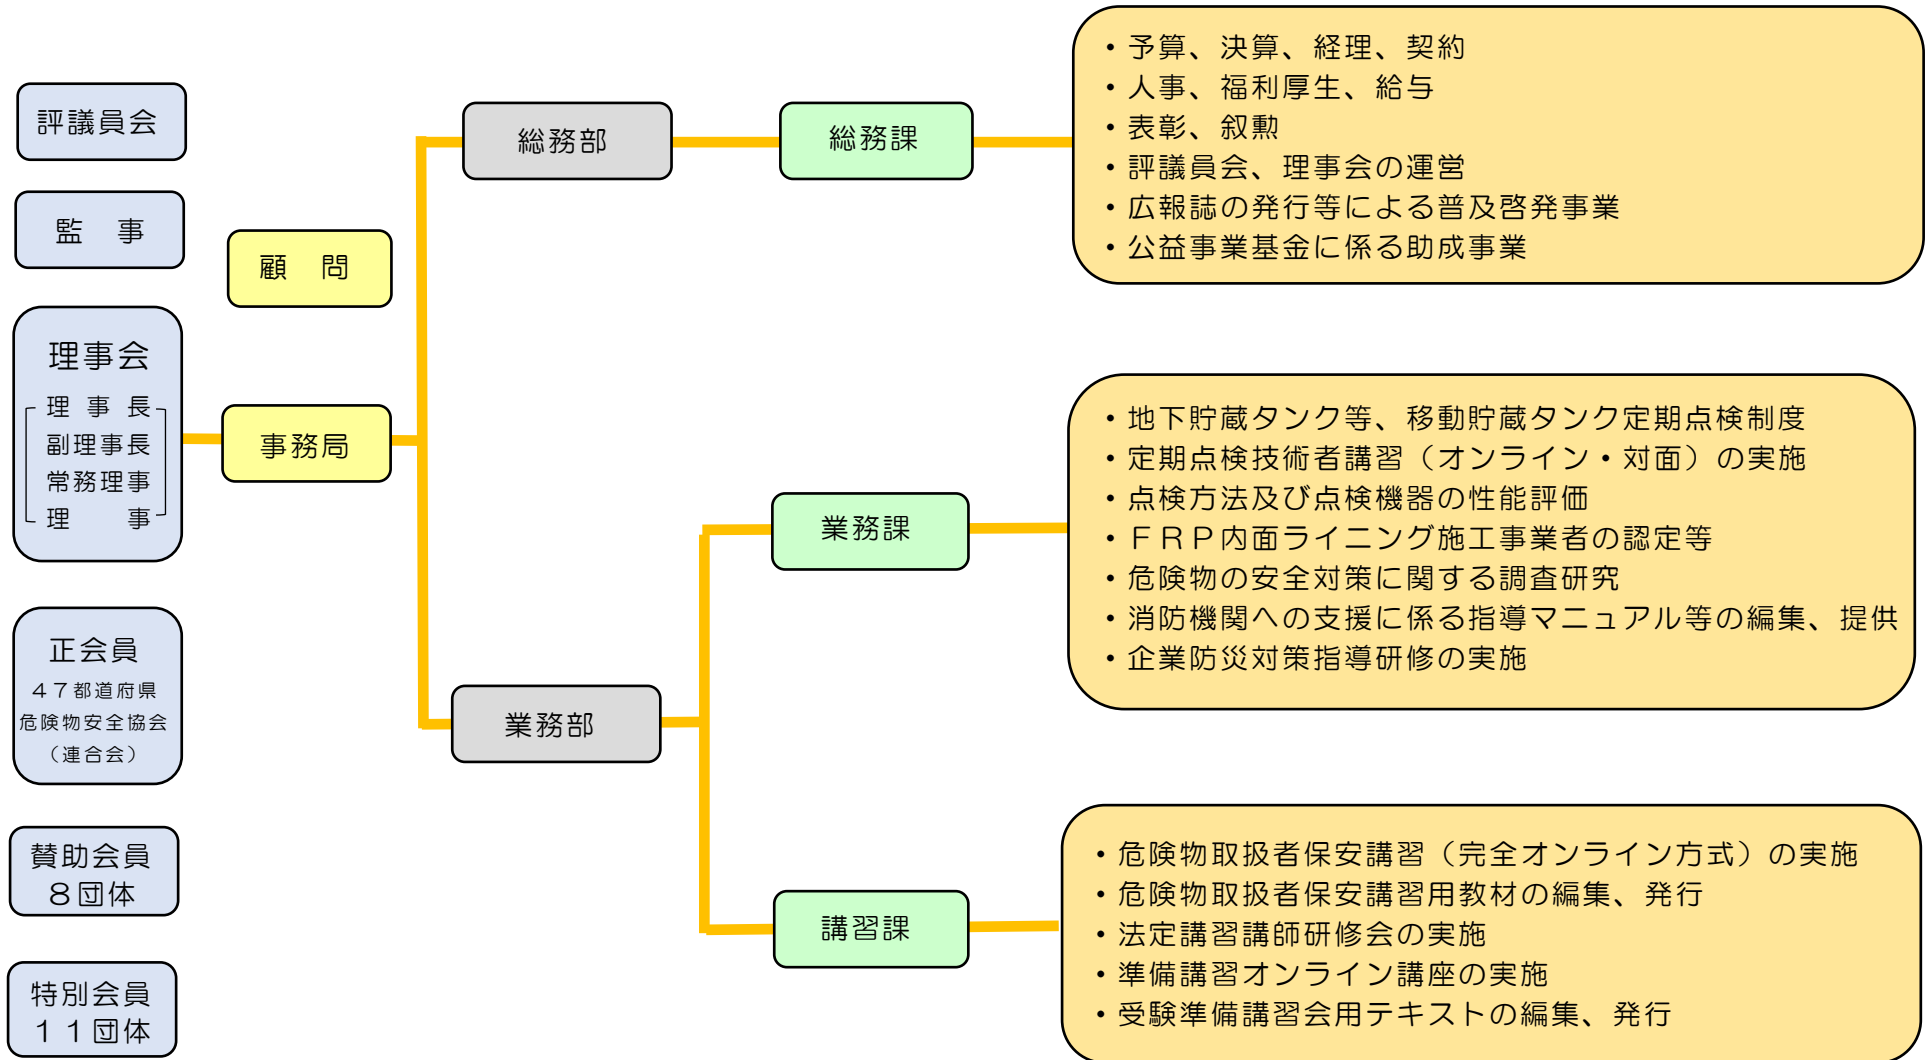 評議員会
監　事
顧　問
理事会
理 事 長
副理事長
常務理事
理　　事
事務局
正会員
４７都道府県
危険物安全協会
（連合会）
賛助会員
８団体
特別会員
１１団体
総務部
総務課
・予算、決算、経理、契約
・人事、福利厚生、給与
・表彰、叙勲
・評議員会、理事会の運営
・広報誌の発行等による普及啓発事業
・公益事業基金に係る助成事業
業務部
業務課
・地下貯蔵タンク等、移動貯蔵タンク定期点検制度
・定期点検技術者講習（オンライン・対面）の実施
・点検方法及び点検機器の性能評価
・ＦＲＰ内面ライニング施工事業者の認定等
・危険物の安全対策に関する調査研究
・消防機関への支援に係る指導マニュアル等の編集、提供
・企業防災対策指導研修の実施
講習課
・危険物取扱者保安講習（完全オンライン方式）の実施
・危険物取扱者保安講習用教材の編集、発行
・法定講習講師研修会の実施
・準備講習オンライン講座の実施
・受験準備講習会用テキストの編集、発行